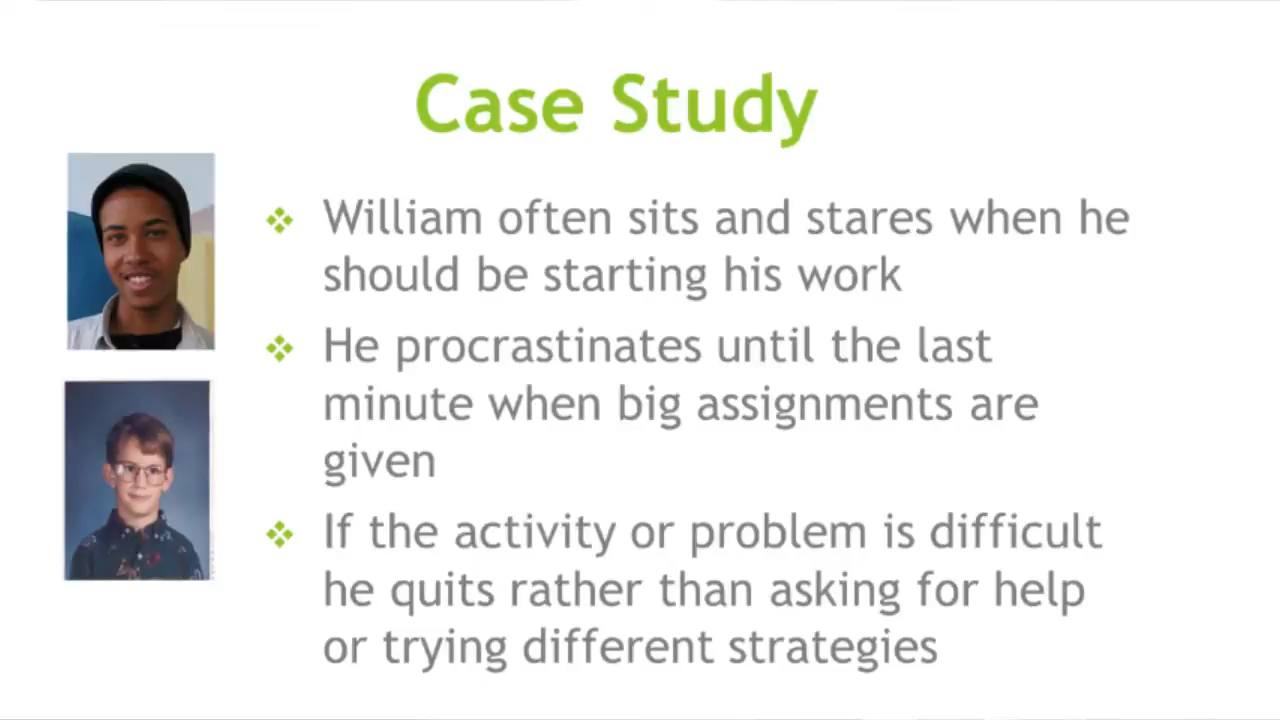 Case Study
William often sits and stares when he
should be starting his work
He procrastinates until the last
minute when big assignments are
given
If the activity or problem is difficult
he quits rather than asking for help
or trying different strategies